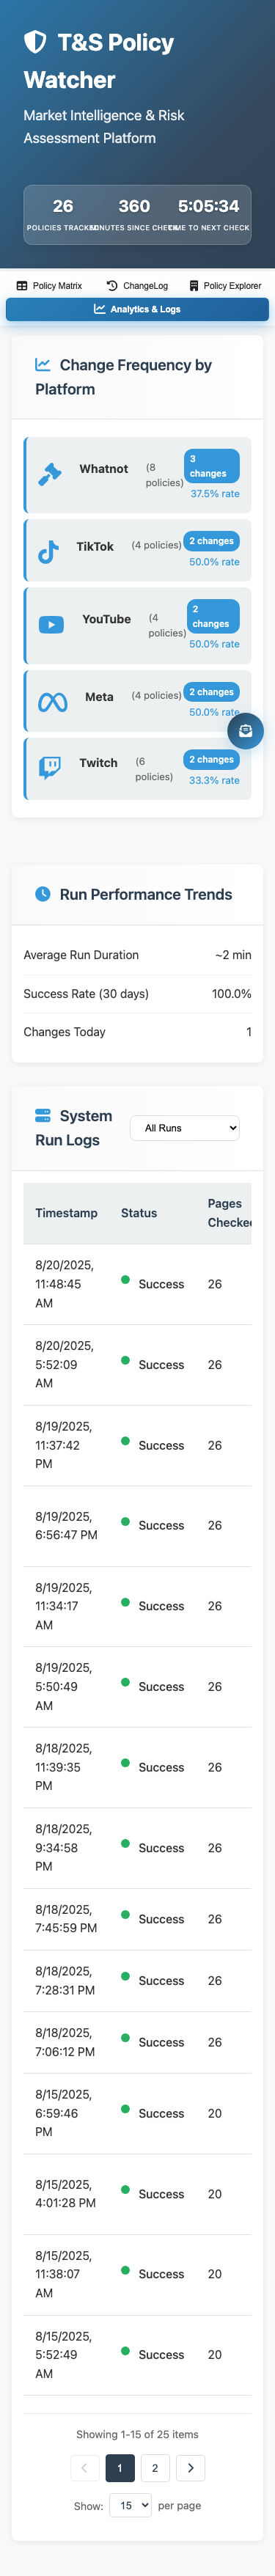 T&S Policy
Watcher
Market Intelligence & Risk
Assessment Platform
26
360
5:05:34
POLICIES TRACKED
MINUTES SINCE CHECK
TIME TO NEXT CHECK
Policy Matrix
ChangeLog
Policy Explorer
Analytics & Logs
Change Frequency by
Platform
Whatnot
(8
policies)
3
changes
37.5% rate
TikTok
(4 policies)
2 changes
50.0% rate
YouTube
(4
policies)
2
changes
50.0% rate
Meta
(4 policies)
2 changes
50.0% rate
Twitch
(6
policies)
2 changes
33.3% rate
Run Performance Trends
Average Run Duration
~2 min
Success Rate (30 days)
100.0%
Changes Today
1
System
Run Logs
All Runs
Timestamp
Status
Pages
Checked
8/20/2025,
11:48:45
AM
Success
26
8/20/2025,
5:52:09
AM
Success
26
8/19/2025,
11:37:42
PM
Success
26
8/19/2025,
6:56:47 PM
Success
26
8/19/2025,
11:34:17
AM
Success
26
8/19/2025,
5:50:49
AM
Success
26
8/18/2025,
11:39:35
PM
Success
26
8/18/2025,
9:34:58
PM
Success
26
8/18/2025,
7:45:59 PM
Success
26
8/18/2025,
7:28:31 PM
Success
26
8/18/2025,
7:06:12 PM
Success
26
8/15/2025,
6:59:46
PM
Success
20
8/15/2025,
4:01:28 PM
Success
20
8/15/2025,
11:38:07
AM
Success
20
8/15/2025,
5:52:49
AM
Success
20
Showing 1-15 of 25 items
1
2
Show:
15
per page